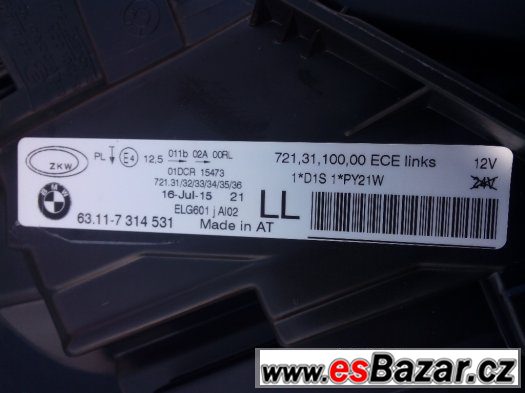 ZKW
PL E4 12,5 011b 02A 00RL
01DCR 15473
721.31/32/33/34/35/36
16-Jul-15 21
ELG601 j AI02
BMW
63.11-7 314 531
Made in AT
LL
721,31,100,00 ECE links 12V
1*D1S 1*PY21W 24V
www.esBazar.cz